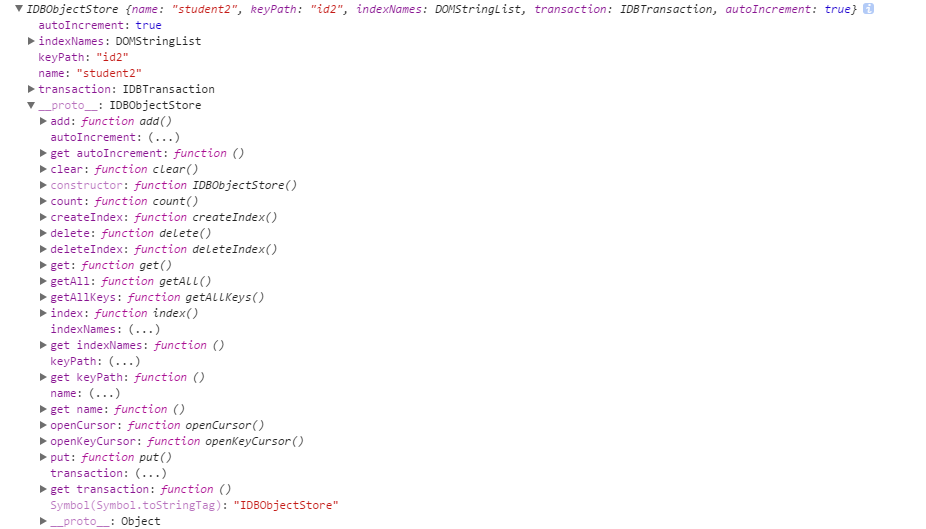 IDBObjectStore {name: "student2", keyPath: "id2", indexNames: DOMStringList, transaction: IDBTransaction, autoIncrement: true}
autoIncrement: true
indexNames: DOMStringList
keyPath: "id2"
name: "student2"
transaction: IDBTransaction
__proto__: IDBObjectStore
add: function add()
autoIncrement: (...)
get autoIncrement: function ()
clear: function clear()
constructor: function IDBObjectStore()
count: function count()
createIndex: function createIndex()
delete: function delete()
deleteIndex: function deleteIndex()
get: function get()
getAll: function getAll()
getAllKeys: function getAllKeys()
index: function index()
indexNames: (...)
get indexNames: function ()
keyPath: (...)
get keyPath: function ()
name: (...)
get name: function ()
openCursor: function openCursor()
openKeyCursor: function openKeyCursor()
put: function put()
transaction: (...)
get transaction: function ()
Symbol(Symbol.toStringTag): "IDBObjectStore"
__proto__: Object